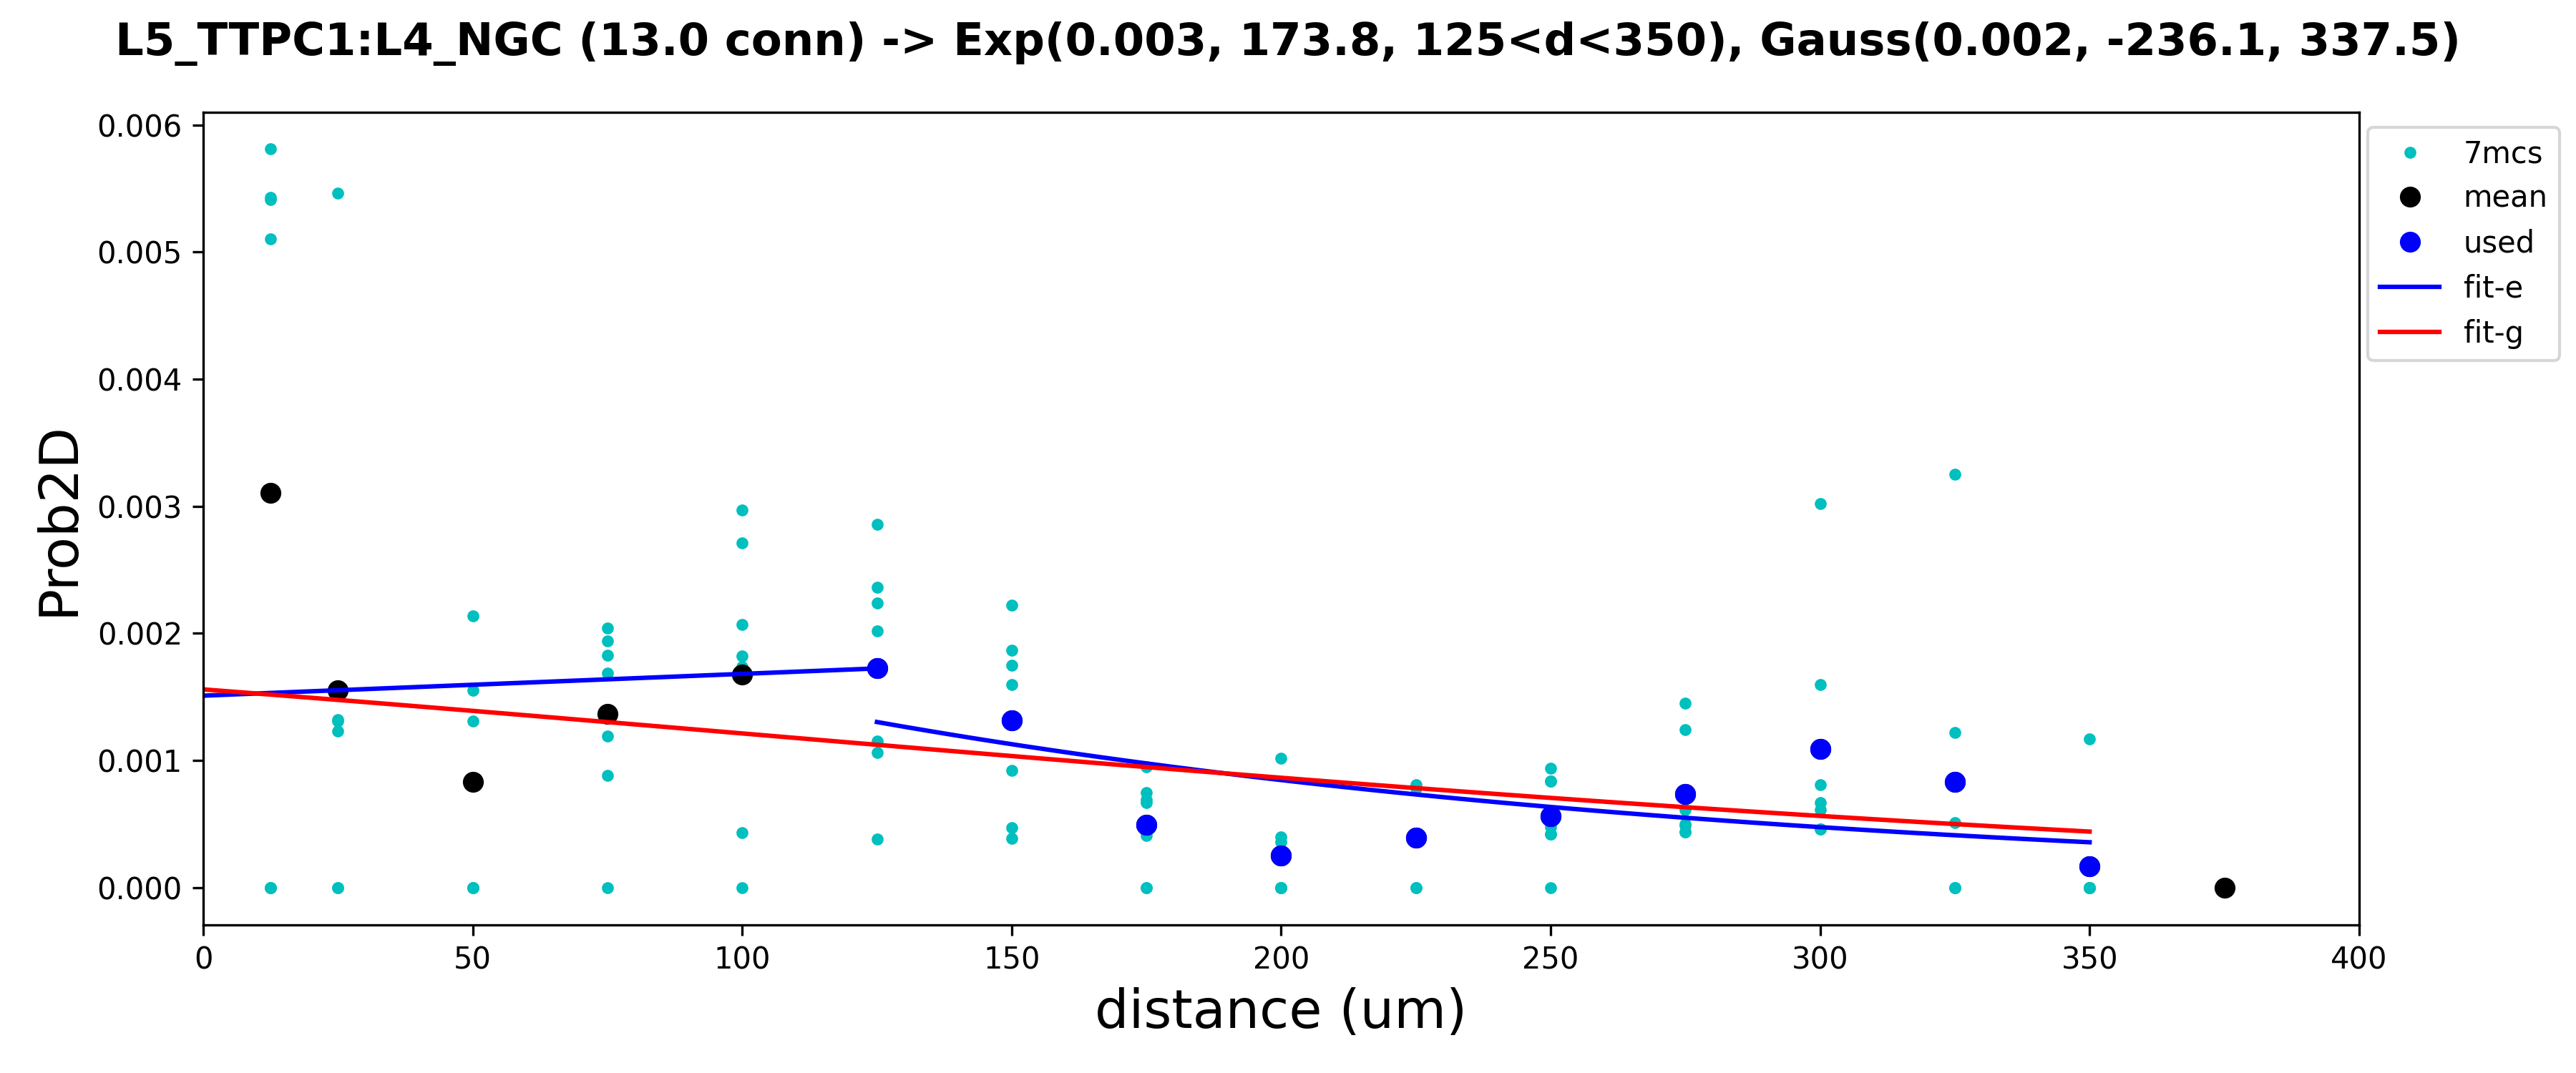 L5_TTPC1:L4_NGC (13.0 conn) -> Exp(0.003, 173.8, 125<d<350), Gauss(0.002, -236.1, 337.5)
0.006
0.005
0.004
0.003
0.002
0.001
0.000
Prob2D
0 50 100 150 200 250 300 350 400
distance (um)
7mcs
mean
used
fit-e
fit-g